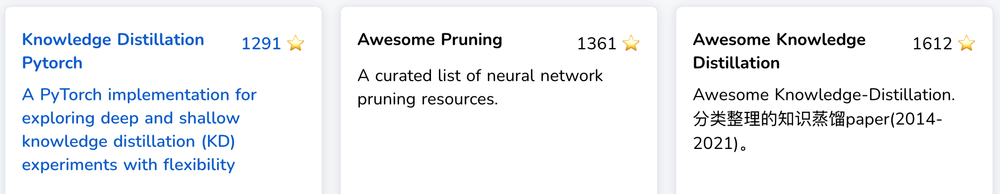 Knowledge Distillation
Pytorch
1291 ⭐
A PyTorch implementation for
exploring deep and shallow
knowledge distillation (KD)
experiments with flexibility
Awesome Pruning
1361 ⭐
A curated list of neural network
pruning resources.
Awesome Knowledge
Distillation
1612 ⭐
Awesome Knowledge-Distillation.
分类整理的知识蒸馏paper(2014-
2021)。